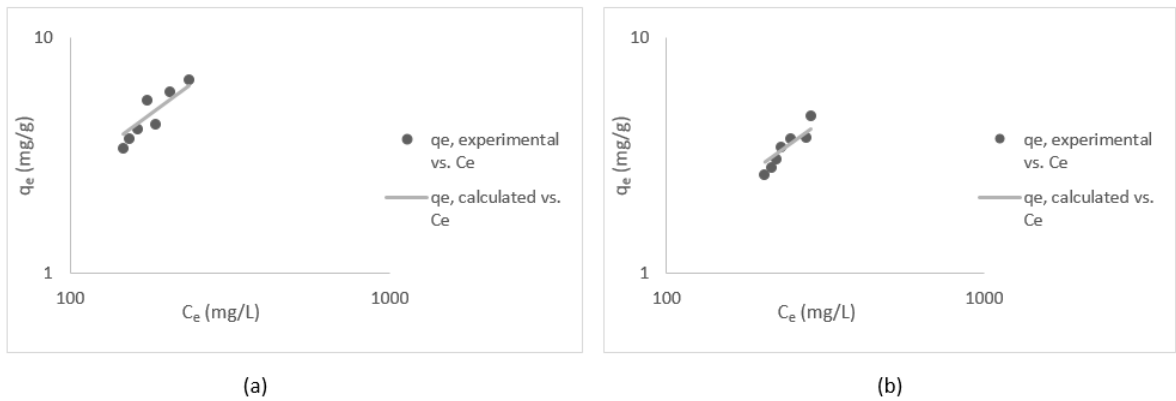 10
qe (mg/g)
1
100
1000
Ce (mg/L)
qe, experimental
vs. Ce
qe, calculated vs.
Ce
(a)
10
qe (mg/g)
1
100
1000
Ce (mg/L)
qe, experimental
vs. Ce
qe, calculated vs.
Ce
(b)